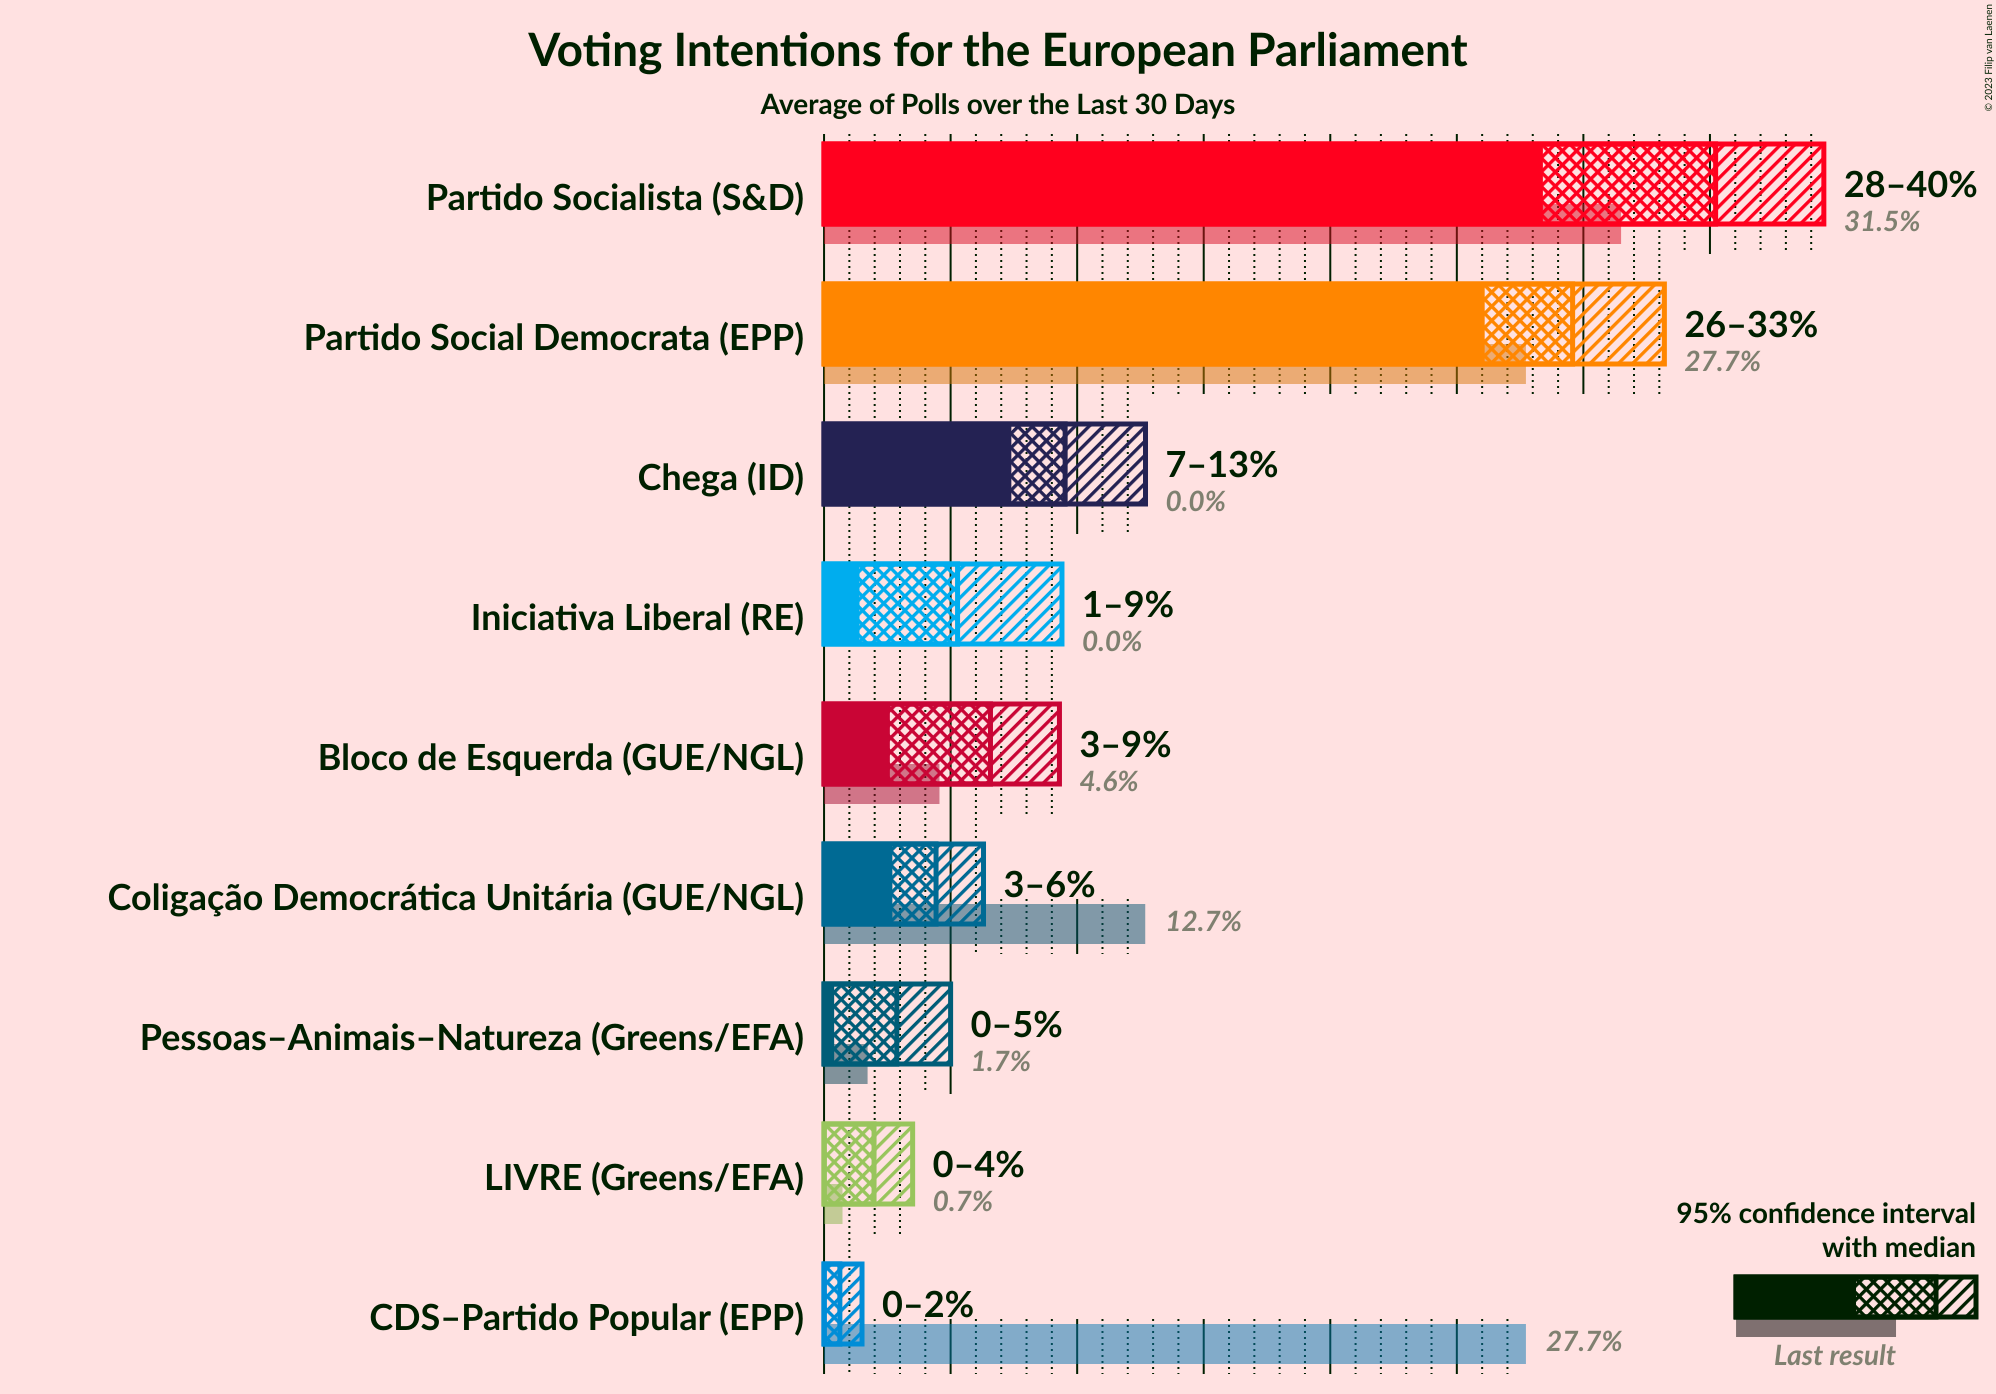 Voting Intentions for the European Parliament
Average of Polls over the Last 30 Days
© 2023 Filip van Laenen
Partido Socialista (S&D)
28–40%
31.5%
Partido Social Democrata (EPP)
26–33%
27.7%
Chega (ID)
7–13%
0.0%
Iniciativa Liberal (RE)
1–9%
0.0%
Bloco de Esquerda (GUE/NGL)
3–9%
4.6%
Coligação Democrática Unitária (GUE/NGL)
3–6%
12.7%
Pessoas–Animais–Natureza (Greens/EFA)
0–5%
1.7%
LIVRE (Greens/EFA)
0–4%
0.7%
CDS–Partido Popular (EPP)
0–2%
27.7%
95% confidence interval
with median
Last result